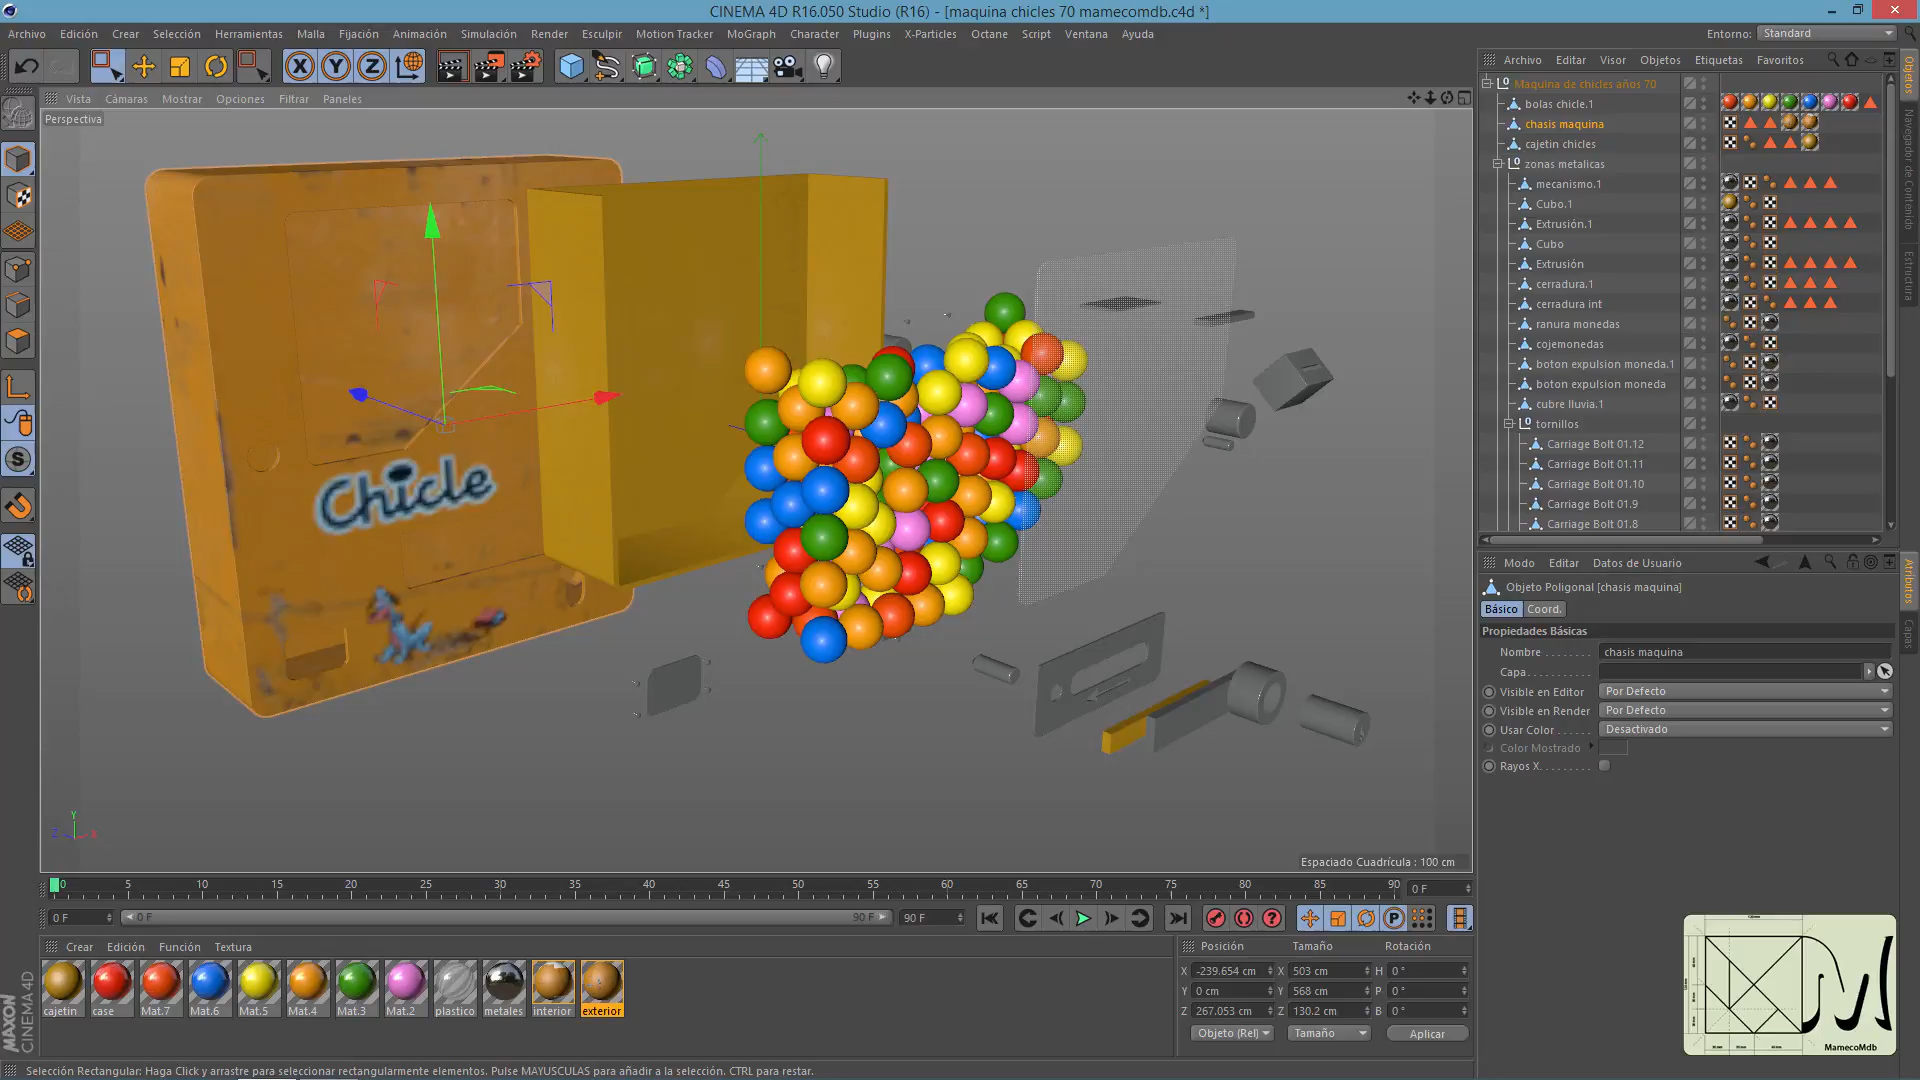 CINEMA 4D R16.050 Studio (R16) - [maquina chicles 70 mamecomdb.c4d *]
Archivo Edición Crear Selección Herramientas Malla Fijación Animación Simulación Render Esculpir Motion Tracker MoGraph Character Plugins X-Particles Octane Script Ventana Ayuda
Entorno: Standard
X Y Z
Vista Cámaras Mostrar Opciones Filtrar Paneles
Perspectiva
Chicle
Espaciado Cuadrícula : 100 cm
Archivo Editar Visor Objetos Etiquetas Favoritos
Maquina de chicles años 70
bolas chicle.1
chasis maquina
cajetin chicles
zonas metalicas
mecanismo.1
Cubo.1
Extrusión.1
Cubo
Extrusión
cerradura.1
cerradura int
ranura monedas
cojemonedas
boton expulsion moneda.1
boton expulsion moneda
cubre lluvia.1
tornillos
Carriage Bolt 01.12
Carriage Bolt 01.11
Carriage Bolt 01.10
Carriage Bolt 01.9
Carriage Bolt 01.8
Objetos
Navegador de Contenido
Estructura
Modo Editar Datos de Usuario
Objeto Poligonal [chasis maquina]
Básico Coord.
Propiedades Básicas
Nombre chasis maquina
Capa
Visible en Editor Por Defecto
Visible en Render Por Defecto
Usar Color Desactivado
Color Mostrado
Rayos X
Atributos
Capas
Y
Z X
0 5 10 15 20 25 30 35 40 45 50 55 60 65 70 75 80 85 90 0 F
0 F 0 F 90 F 90 F
Crear Edición Función Textura
cajetin case Mat.7 Mat.6 Mat.5 Mat.4 Mat.3 Mat.2 plastico metales interior exterior
Posición Tamaño Rotación
X -239.654 cm X 503 cm H 0 °
Y 0 cm Y 568 cm P 0 °
Z 267.053 cm Z 130.2 cm B 0 °
Objeto (Rel) Tamaño Aplicar
MAXON
CINEMA 4D
MamecoMdb
Selección Rectangular: Haga Click y arrastre para seleccionar rectangularmente elementos. Pulse MAYUSCULAS para añadir a la selección. CTRL para restar.